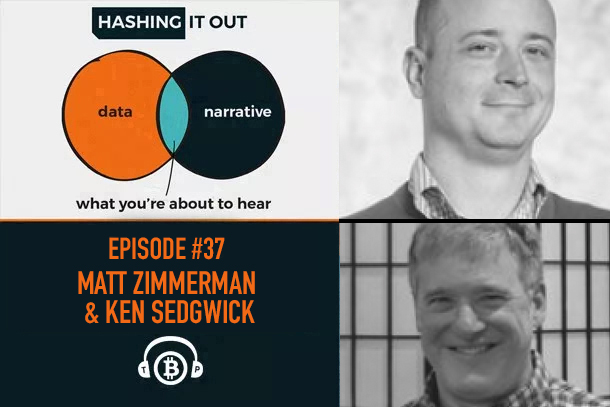 HASHING IT OUT
data
narrative
what you're about to hear
EPISODE #37
MATT ZIMMERMAN
& KEN SEDGWICK
T ₿ P